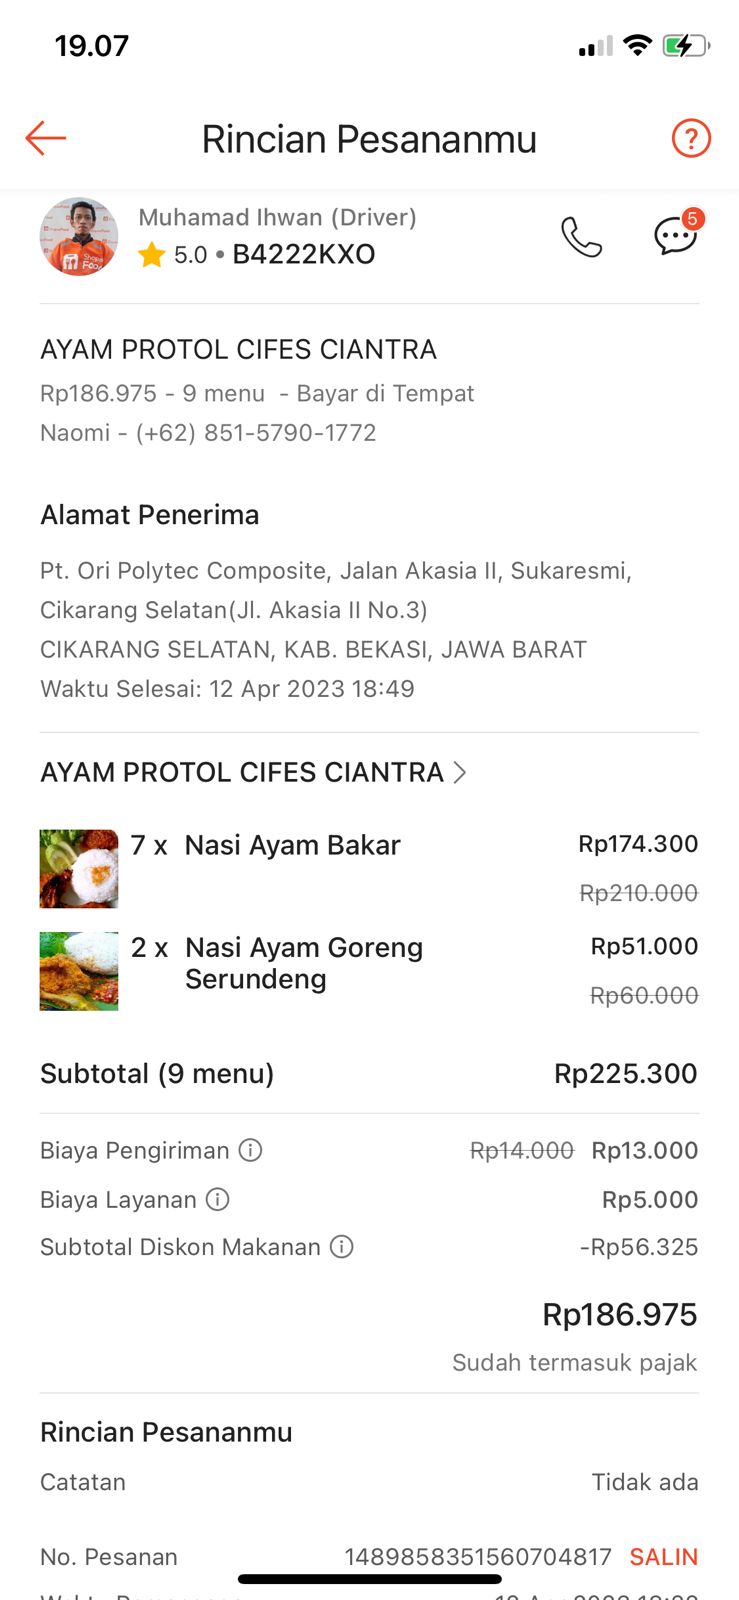 19.07
Rincian Pesananmu
?
Muhamad Ihwan (Driver)
5.0 • B4222KXO
5
AYAM PROTOL CIFES CIANTRA
Rp186.975 - 9 menu  - Bayar di Tempat
Naomi - (+62) 851-5790-1772
Alamat Penerima
Pt. Ori Polytec Composite, Jalan Akasia II, Sukaresmi,
Cikarang Selatan(Jl. Akasia II No.3)
CIKARANG SELATAN, KAB. BEKASI, JAWA BARAT
Waktu Selesai: 12 Apr 2023 18:49
AYAM PROTOL CIFES CIANTRA >
7 x Nasi Ayam Bakar Rp174.300
Rp210.000
2 x Nasi Ayam Goreng Rp51.000
Serundeng
Rp60.000
Subtotal (9 menu) Rp225.300
Biaya Pengiriman Rp14.000 Rp13.000
Biaya Layanan Rp5.000
Subtotal Diskon Makanan -Rp56.325
Rp186.975
Sudah termasuk pajak
Rincian Pesananmu
Catatan Tidak ada
No. Pesanan 1489858351560704817 SALIN